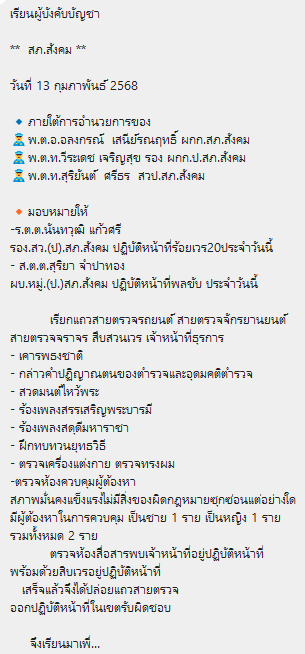 เรียนผู้บังคับบัญชา
** สภ.สังคม **
วันที่ 13 กุมภาพันธ์ 2568
🔹ภายใต้การอำนวยการของ
👮พ.ต.อ.อลงกรณ์ เสนีย์รณฤทธิ์ ผกก.สภ.สังคม
👮พ.ต.ท.วีระเดช เจริญสุข รอง ผกก.ป.สภ.สังคม
👮พ.ต.ท.สุริยันต์ ศรีธร สวป.สภ.สังคม
🔸มอบหมายให้
-ร.ต.ต.นันทวุฒิ แก้วศรี
รอง.สว.(ป).สภ.สังคม ปฏิบัติหน้าที่ร้อยเวร20ประจำวันนี้
- ส.ต.ต.สุริยา จำปาทอง
ผบ.หมู่.(ป.)สภ.สังคม ปฏิบัติหน้าที่พลขับ ประจำวันนี้
เรียกแถวสายตรวจรถยนต์ สายตรวจจักรยานยนต์
สายตรวจจราจร สืบสวนเวร เจ้าหน้าที่ธุรการ
- เคารพธงชาติ
- กล่าวคำปฏิญาณตนของตำรวจและอุดมคติตำรวจ
- สวดมนต์ไหว้พระ
- ร้องเพลงสรรเสริญพระบารมี
- ร้องเพลงสดุดีมหาราชา
- ฝึกทบทวนยุทธวิธี
- ตรวจเครื่องแต่งกาย ตรวจทรงผม
-ตรวจห้องควบคุมผู้ต้องหา
สภาพมั่นคงแข็งแรงไม่มีสิ่งของผิดกฎหมายซุกซ่อนแต่อย่างใด
มีผู้ต้องหาในการควบคุม เป็นชาย 1 ราย เป็นหญิง 1 ราย
รวมทั้งหมด 2 ราย
ตรวจห้องสื่อสารพบเจ้าหน้าที่อยู่ปฏิบัติหน้าที่
พร้อมด้วยสิบเวรอยู่ปฏิบัติหน้าที่
เสร็จแล้วจึงได้ปล่อยแถวสายตรวจ
ออกปฏิบัติหน้าที่ในเขตรับผิดชอบ
จึงเรียนมาเพื่...